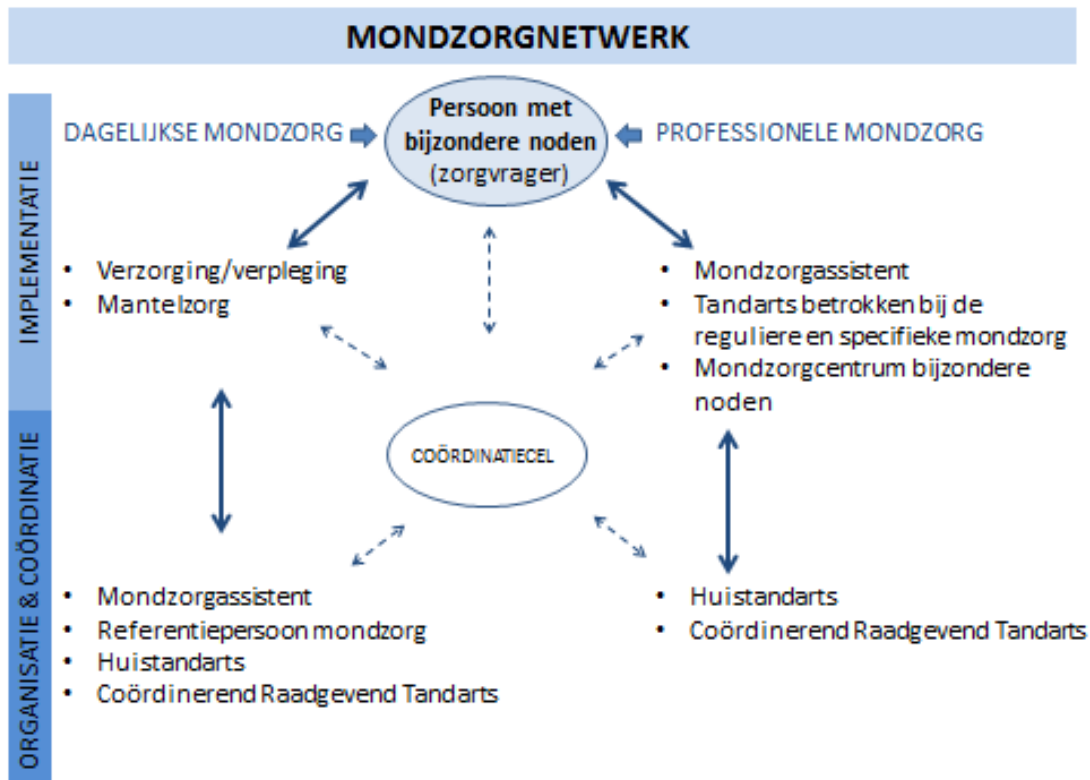 MONDZORGNETWERK
IMPLEMENTATIE
DAGELIJKSE MONDZORG
Persoon met
bijzondere noden
(zorgvrager)
PROFESSIONELE MONDZORG
• Verzorging/verpleging
• Mantelzorg
• Mondzorgassistent
• Tandarts betrokken bij de
reguliere en specifieke mondzorg
• Mondzorgcentrum bijzondere
noden
COÖRDINATIECEL
ORGANISATIE & COÖRDINATIE
• Mondzorgassistent
• Referentiepersoon mondzorg
• Huistandarts
• Coördinerend Raadgevend Tandarts
• Huistandarts
• Coördinerend Raadgevend Tandarts